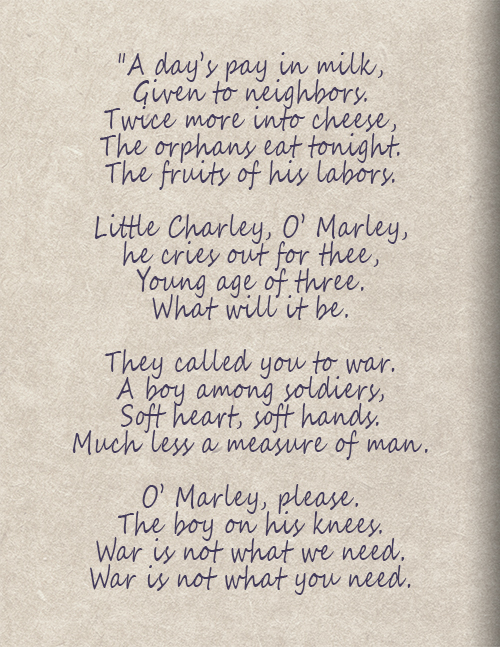 "A day's pay in milk,
Given to neighbors.
Twice more into cheese,
The orphans eat tonight.
The fruits of his labors.
Little Charley, O' Marley,
he cries out for thee,
Young age of three.
What will it be.
They called you to war.
A boy among soldiers,
Soft heart, soft hands.
Much less a measure of man.
O' Marley, please.
The boy on his knees.
War is not what we need.
War is not what you need.